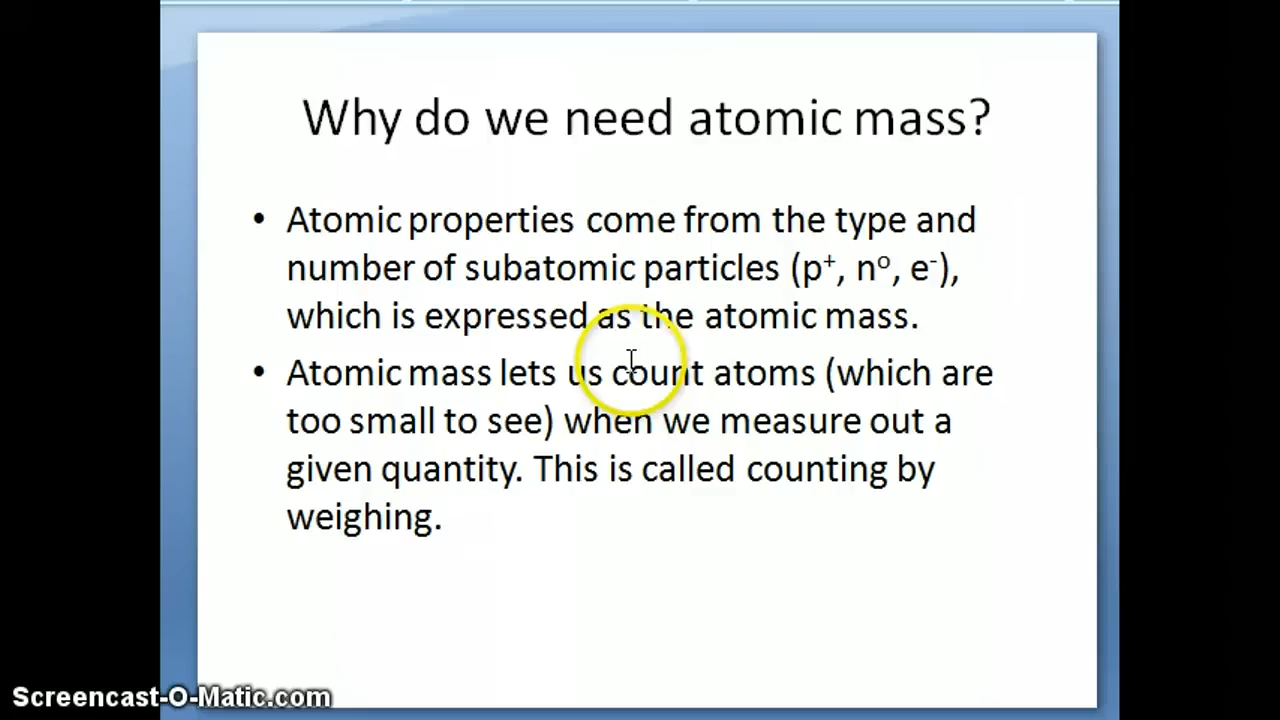 Why do we need atomic mass?
• Atomic properties come from the type and
number of subatomic particles (p⁺, nᵒ, e⁻),
which is expressed as the atomic mass.
• Atomic mass lets us count atoms (which are
too small to see) when we measure out a
given quantity. This is called counting by
weighing.
Screencast-O-Matic.com